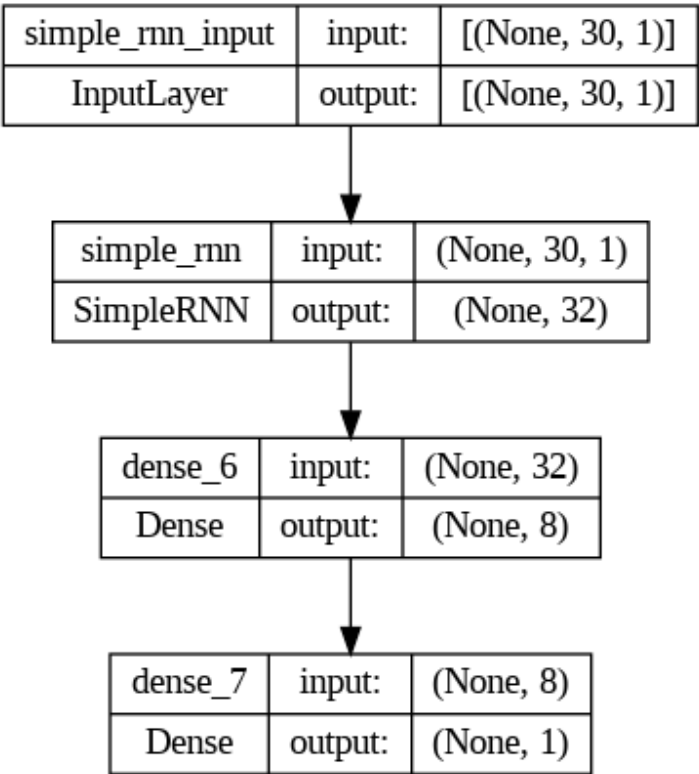 simple_rnn_input input: [(None, 30, 1)]
InputLayer output: [(None, 30, 1)]
simple_rnn input: (None, 30, 1)
SimpleRNN output: (None, 32)
dense_6 input: (None, 32)
Dense output: (None, 8)
dense_7 input: (None, 8)
Dense output: (None, 1)